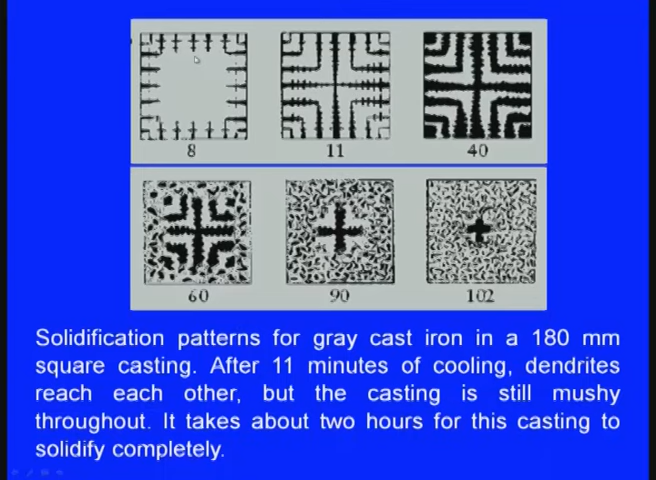 8 11 40
60 90 102
Solidification patterns for gray cast iron in a 180 mm
square casting. After 11 minutes of cooling, dendrites
reach each other, but the casting is still mushy
throughout. It takes about two hours for this casting to
solidify completely.